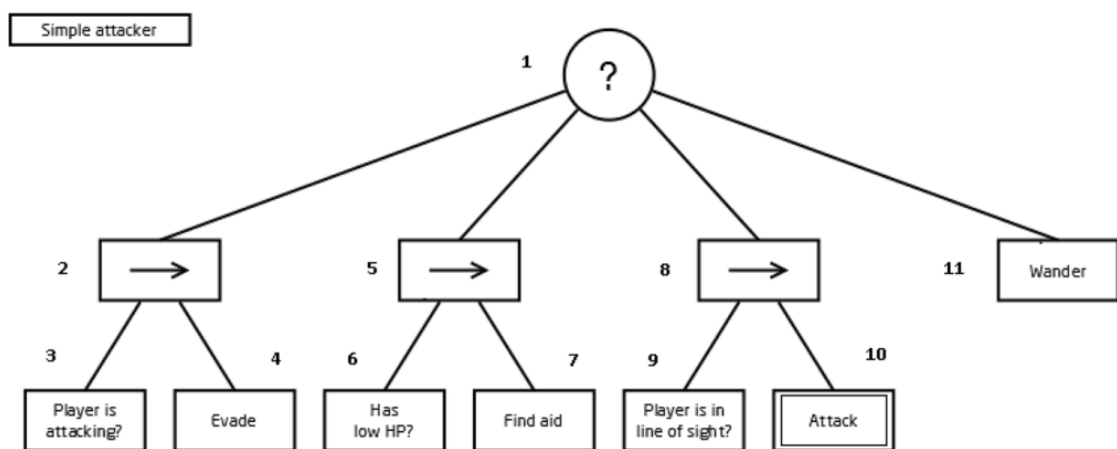 Simple attacker
1
?
2
→
5
→
8
→
11
Wander
3
4
6
7
9
10
Player is
attacking?
Evade
Has
low HP?
Find aid
Player is in
line of sight?
Attack